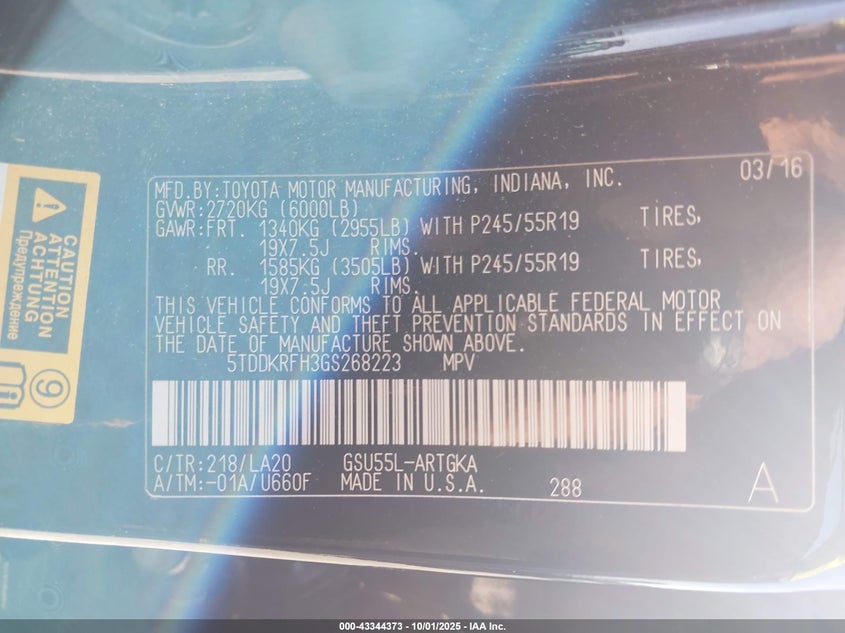 MFD.BY:TOYOTA MOTOR MANUFACTURING, INDIANA, INC. 03/16
GVWR:2720KG (6000LB)
GAWR:FRT. 1340KG (2955LB) WITH P245/55R19 TIRES,
19X7.5J RIMS.
RR. 1585KG (3505LB) WITH P245/55R19 TIRES,
19X7.5J RIMS.
THIS VEHICLE CONFORMS TO ALL APPLICABLE FEDERAL MOTOR
VEHICLE SAFETY AND THEFT PREVENTION STANDARDS IN EFFECT ON
THE DATE OF MANUFACTURE SHOWN ABOVE.
5TDDKRFH3GS268223 MPV
C/TR:218/LA20 GSU55L-ARTGKA
A/TM:-01A/U660F MADE IN U.S.A. 288 A
CAUTION
ATTENTION
ACHTUNG
Предупреждение
9
000-43344373 - 10/01/2025 - IAA Inc.